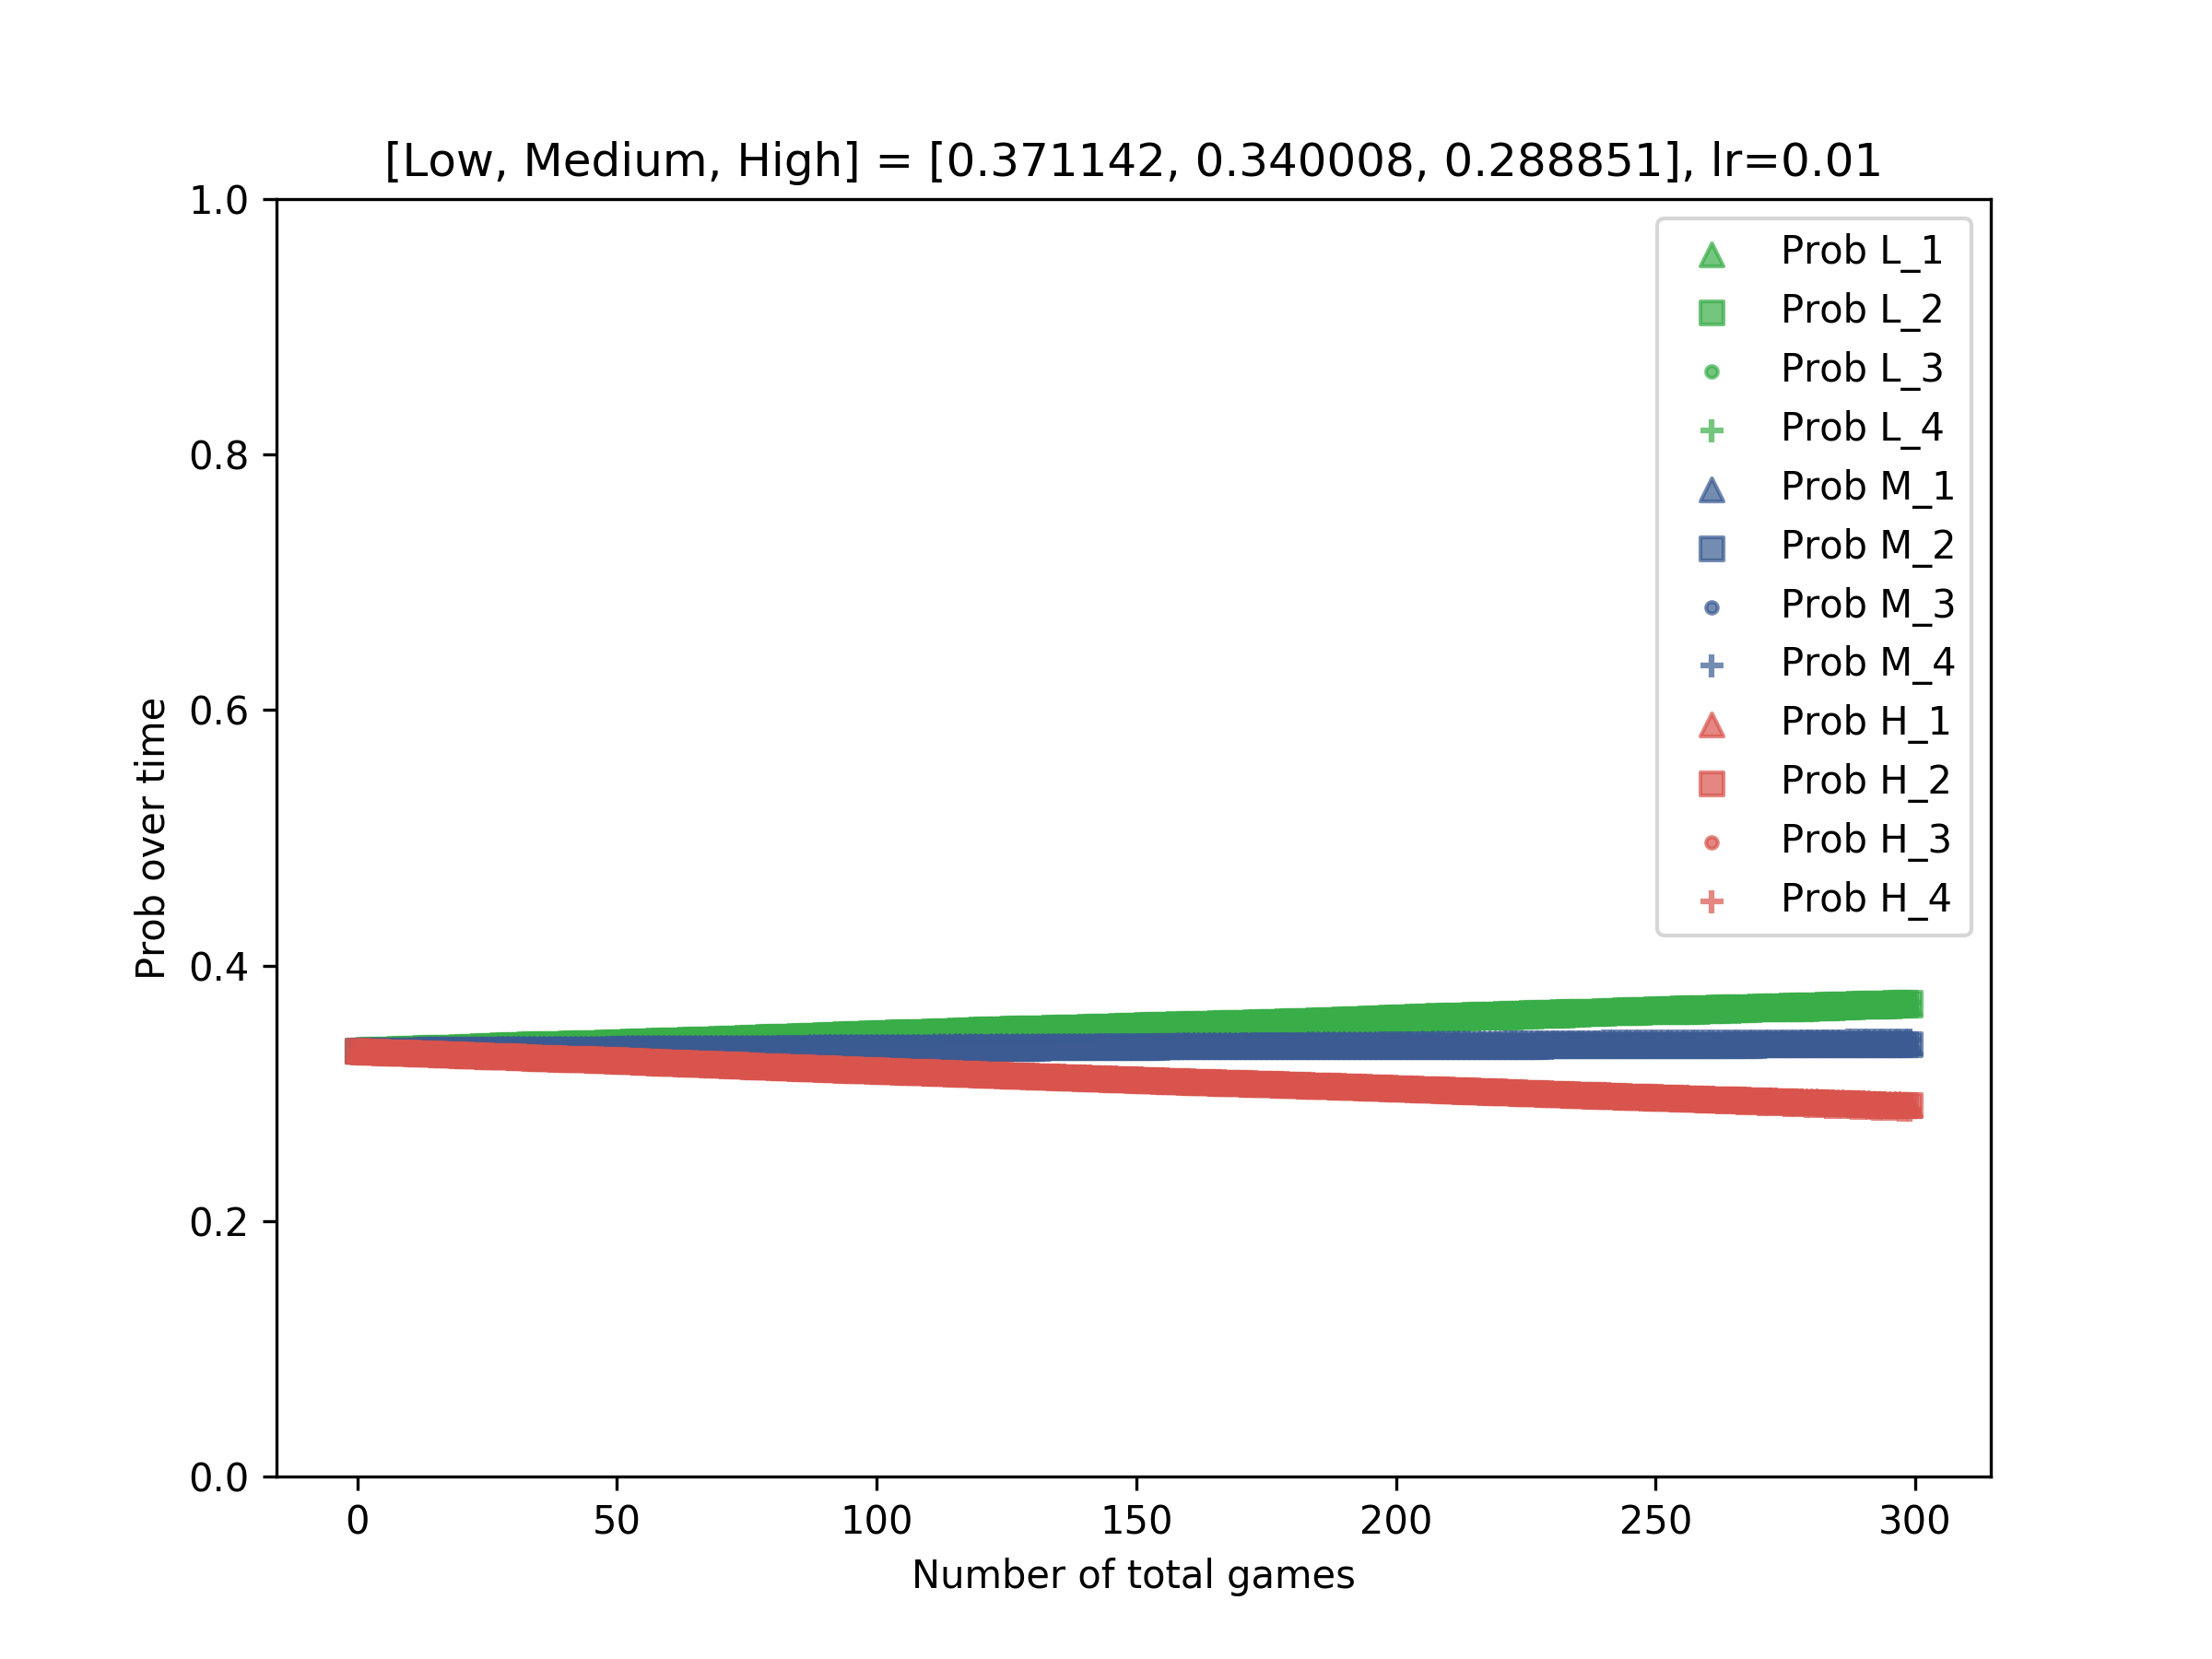 [Low, Medium, High] = [0.371142, 0.340008, 0.288851], lr=0.01
1.0
0.8
0.6
0.4
0.2
0.0
Prob over time
Prob L_1
Prob L_2
Prob L_3
Prob L_4
Prob M_1
Prob M_2
Prob M_3
Prob M_4
Prob H_1
Prob H_2
Prob H_3
Prob H_4
0 50 100 150 200 250 300
Number of total games